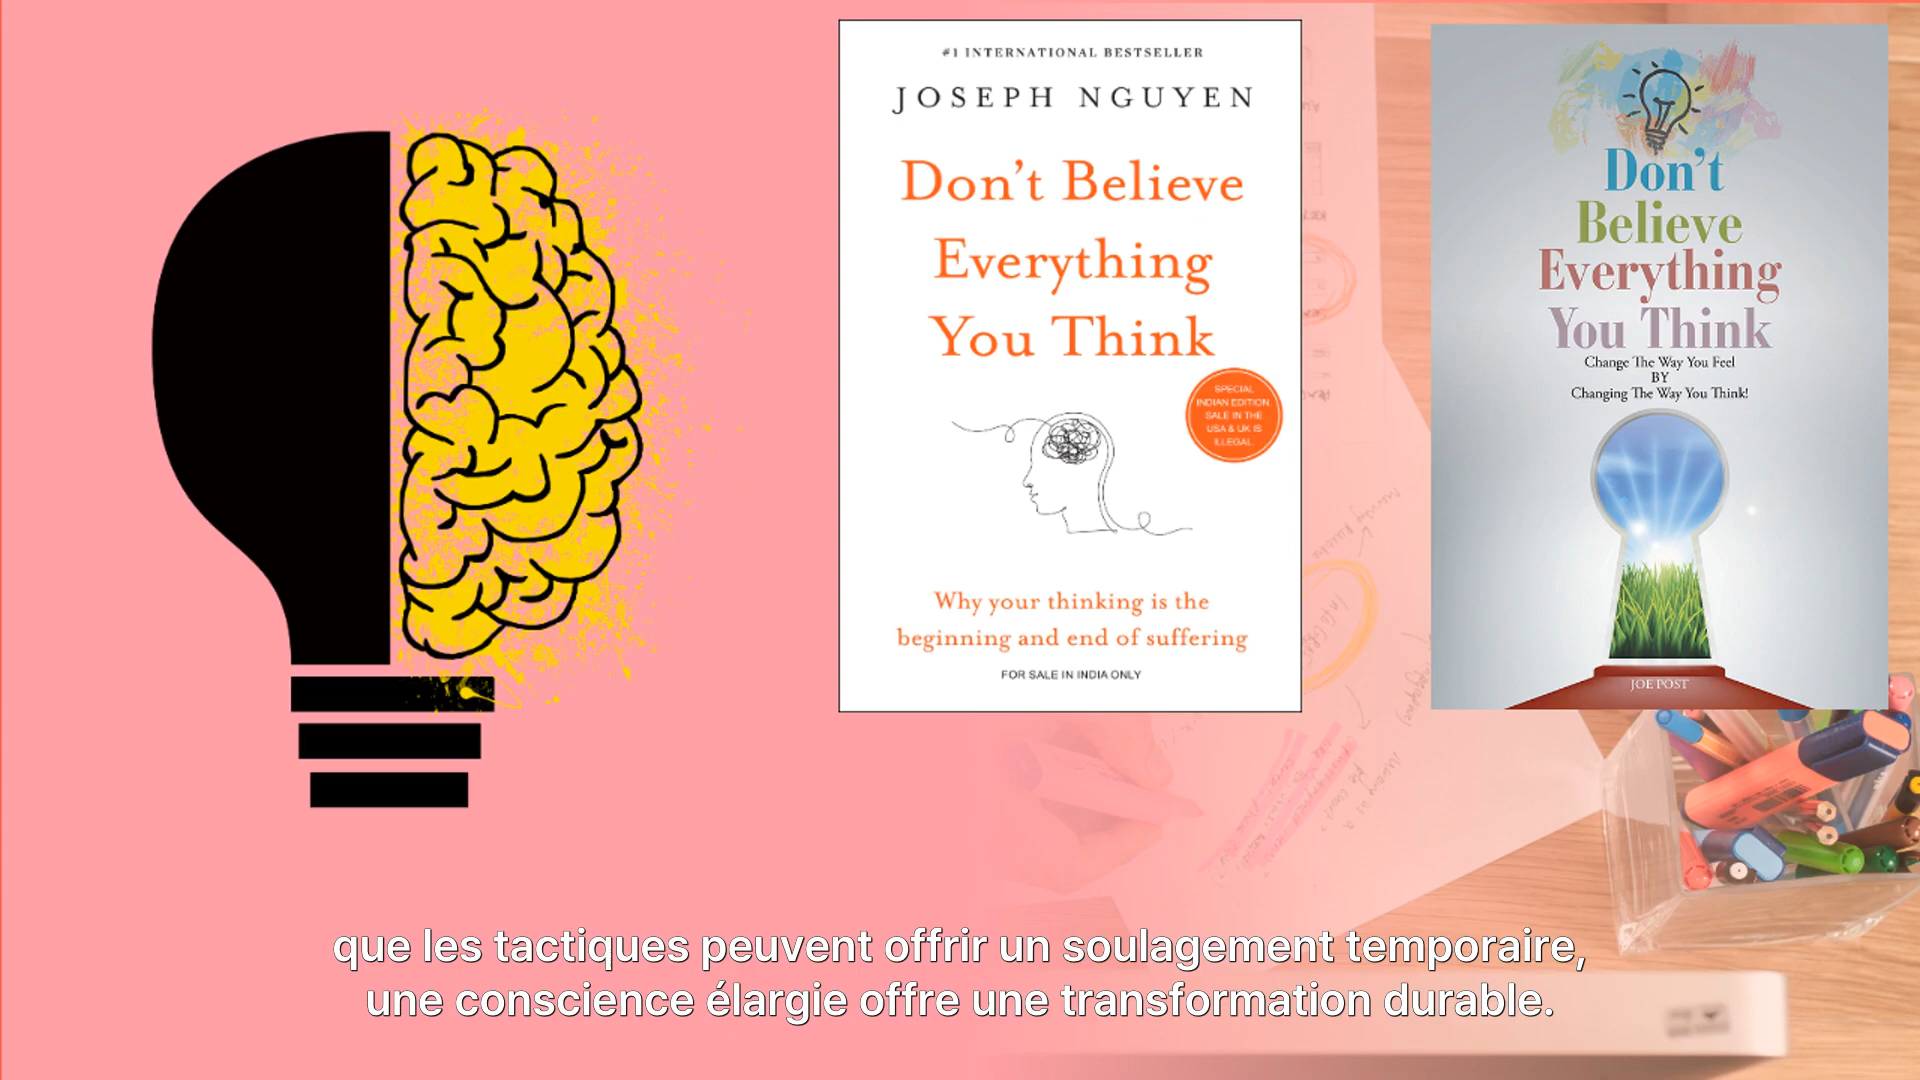 #1 INTERNATIONAL BESTSELLER
JOSEPH NGUYEN
Don't Believe
Everything
You Think
SPECIAL
INDIAN EDITION.
SALE IN THE
USA & UK IS
ILLEGAL
Why your thinking is the
beginning and end of suffering
FOR SALE IN INDIA ONLY
Don't
Believe
Everything
You Think
Change The Way You Feel
BY
Changing The Way You Think!
JOE POST
que les tactiques peuvent offrir un soulagement temporaire,
une conscience élargie offre une transformation durable.